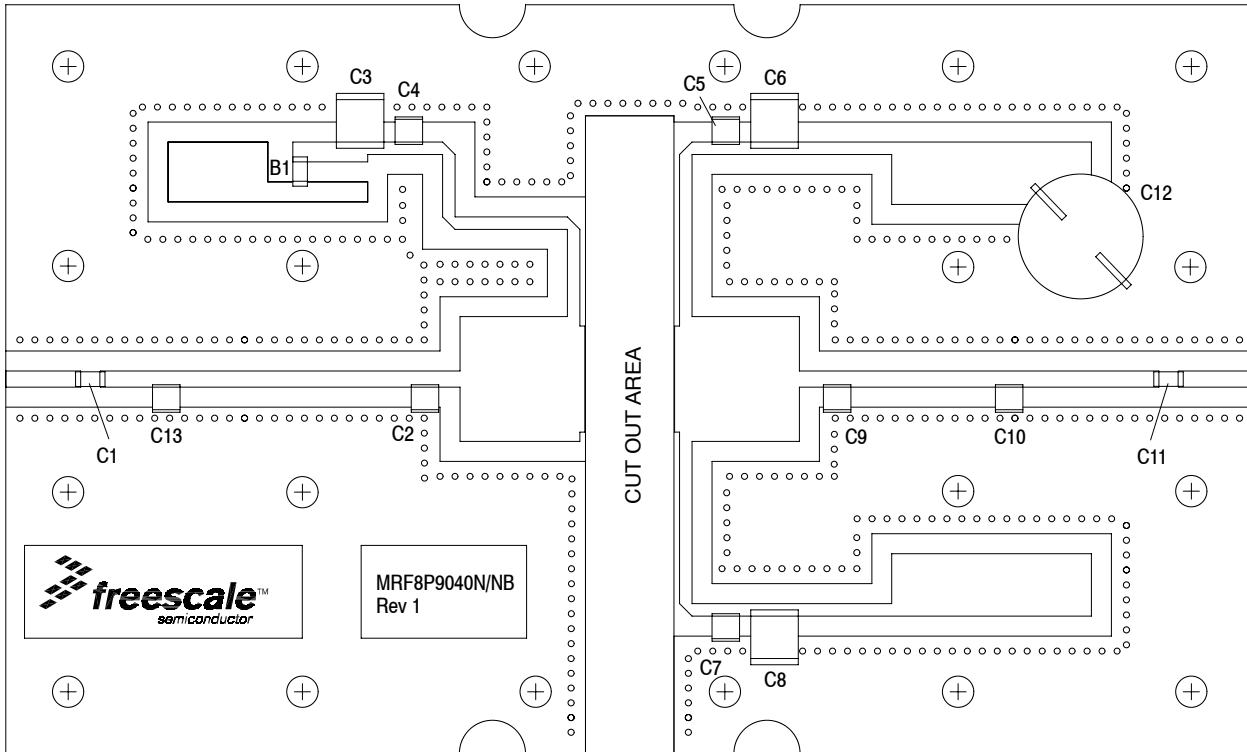 C3
C4
C5
C6
B1
C12
CUT OUT AREA
C13
C2
C1
C9
C10
C11
freescale™
semiconductor
MRF8P9040N/NB
Rev 1
C7
C8